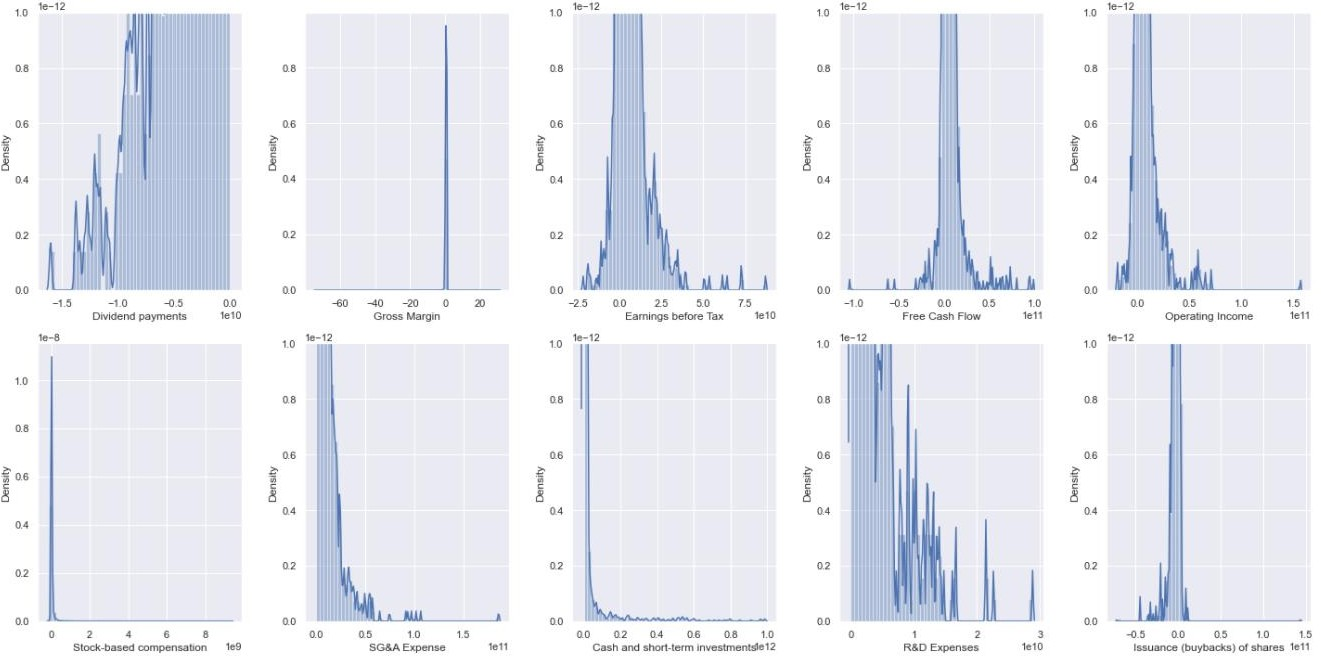 1e−12
1e−12
1e−12
1e−12
1.0
0.8
0.6
0.4
0.2
0.0
Density
−1.5
−1.0
−0.5
0.0
Dividend payments
1e10
0.8
0.6
0.4
0.2
0.0
Density
−60
−40
−20
0
20
Gross Margin
1.0
0.8
0.6
0.4
0.2
0.0
Density
−2.5
0.0
2.5
5.0
7.5
Earnings before Tax
1e10
1.0
0.8
0.6
0.4
0.2
0.0
Density
−1.0
−0.5
0.0
0.5
1.0
Free Cash Flow
1e11
1.0
0.8
0.6
0.4
0.2
0.0
Density
0.0
0.5
1.0
1.5
Operating Income
1e11
1e−8
1.0
0.8
0.6
0.4
0.2
0.0
Density
0
2
4
6
8
Stock-based compensation
1e9
1e−12
1.0
0.8
0.6
0.4
0.2
0.0
Density
0.0
0.5
1.0
1.5
SG&A Expense
1e11
1e−12
1.0
0.8
0.6
0.4
0.2
0.0
Density
0.0
0.2
0.4
0.6
0.8
1.0
Cash and short-term investments
1e12
1e−12
1.0
0.8
0.6
0.4
0.2
0.0
Density
0
1
2
3
R&D Expenses
1e10
1e−12
1.0
0.8
0.6
0.4
0.2
0.0
Density
−0.5
0.0
0.5
1.0
1.5
Issuance (buybacks) of shares
1e11